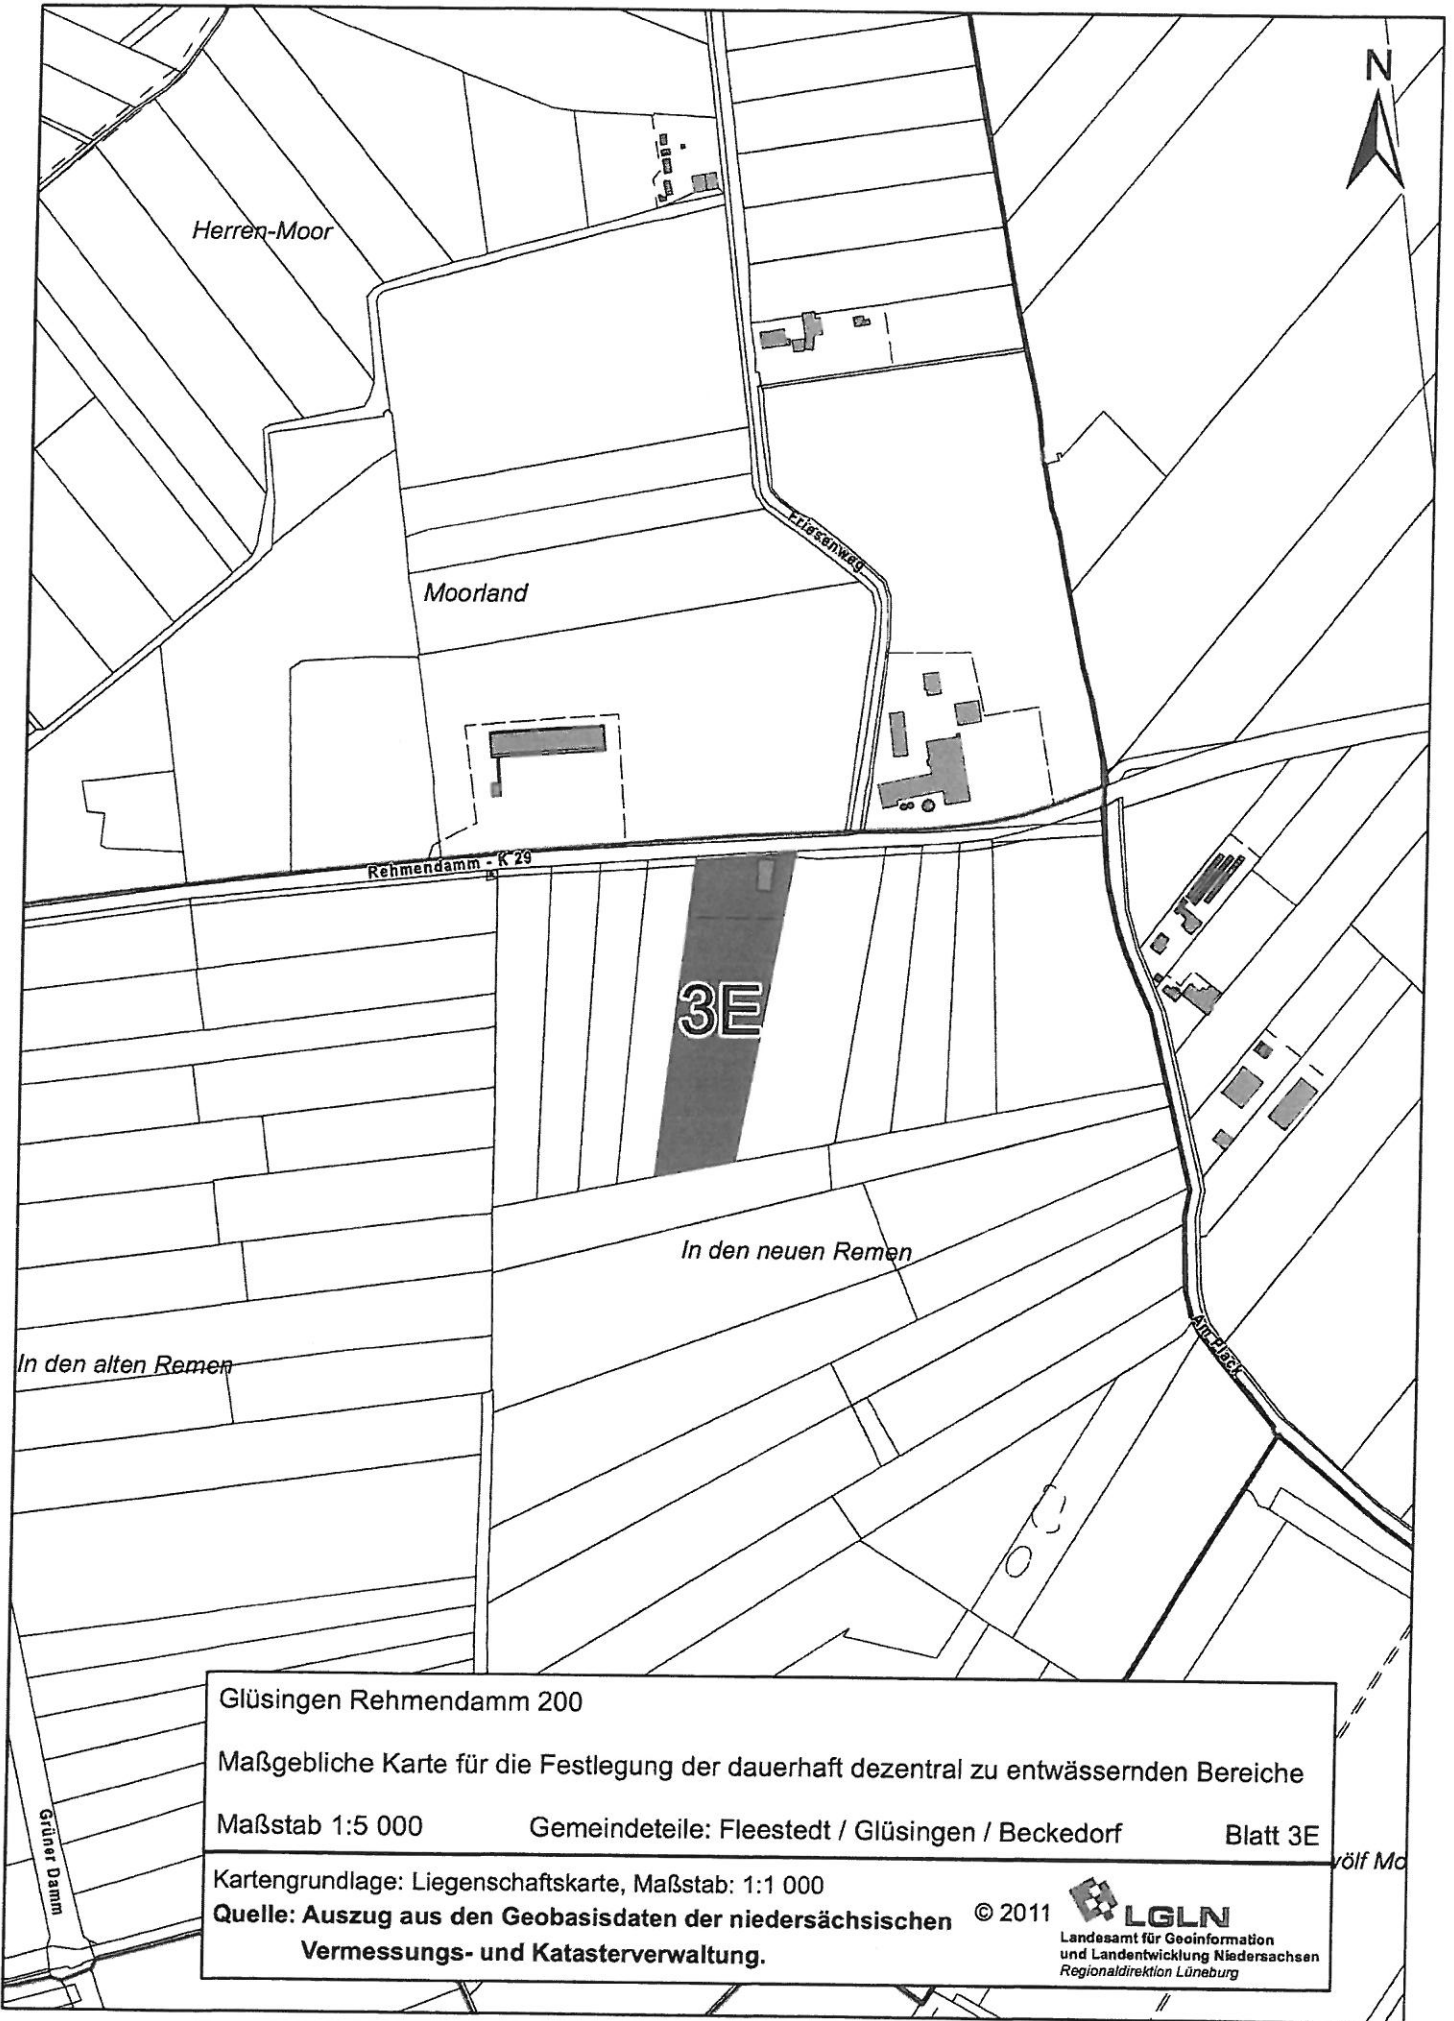 N
Herren-Moor
Friesenweg
Moorland
Rehmendamm - K 29
3E
In den neuen Remen
Am Plack
In den alten Remen
Glüsingen Rehmendamm 200
Maßgebliche Karte für die Festlegung der dauerhaft dezentral zu entwässernden Bereiche
Maßstab 1:5 000 Gemeindeteile: Fleestedt / Glüsingen / Beckedorf Blatt 3E
Grüner Damm
Kartengrundlage: Liegenschaftskarte, Maßstab: 1:1 000
Quelle: Auszug aus den Geobasisdaten der niedersächsischen
Vermessungs- und Katasterverwaltung.
© 2011
LGLN
Landesamt für Geoinformation
und Landentwicklung Niedersachsen
Regionaldirektion Lüneburg